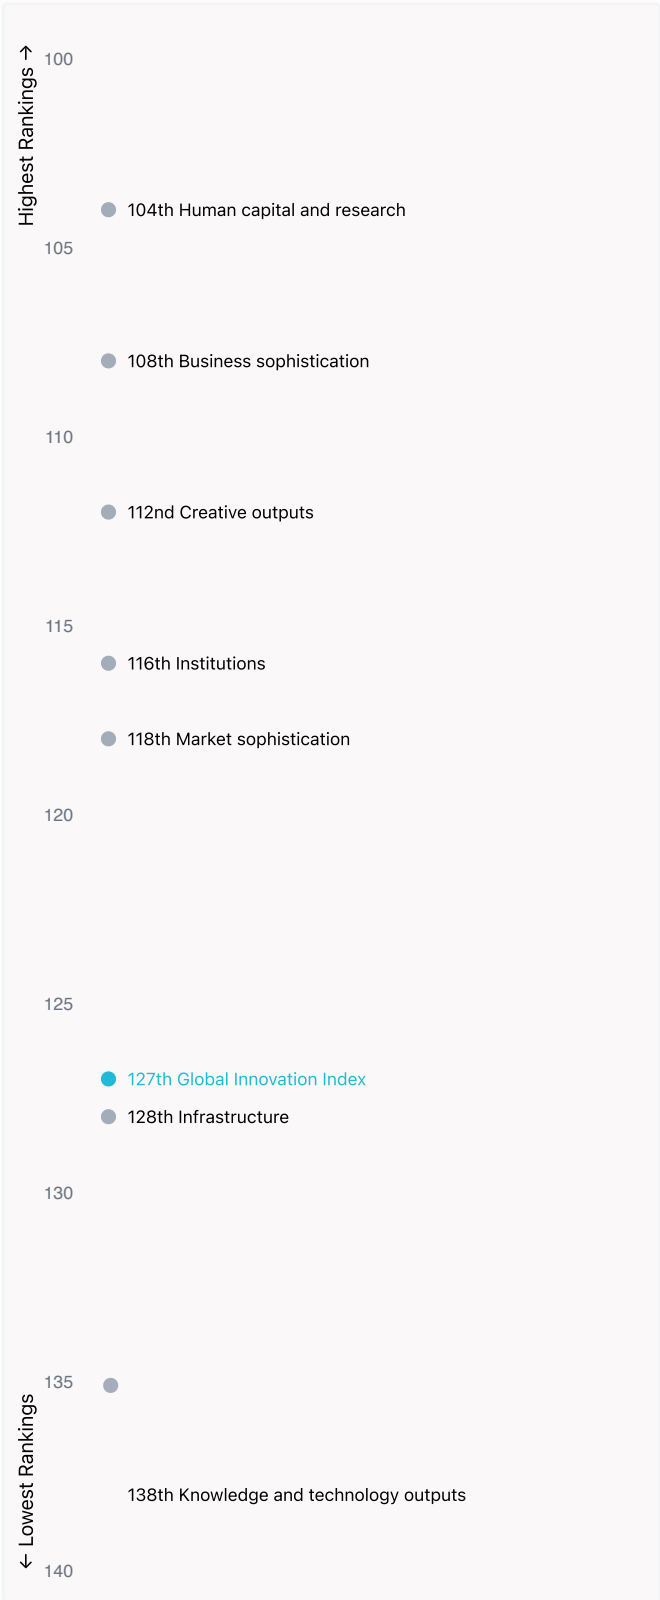 Highest Rankings →
100
104th Human capital and research
105
108th Business sophistication
110
112nd Creative outputs
115
116th Institutions
118th Market sophistication
120
125
127th Global Innovation Index
128th Infrastructure
130
135
← Lowest Rankings
138th Knowledge and technology outputs
140